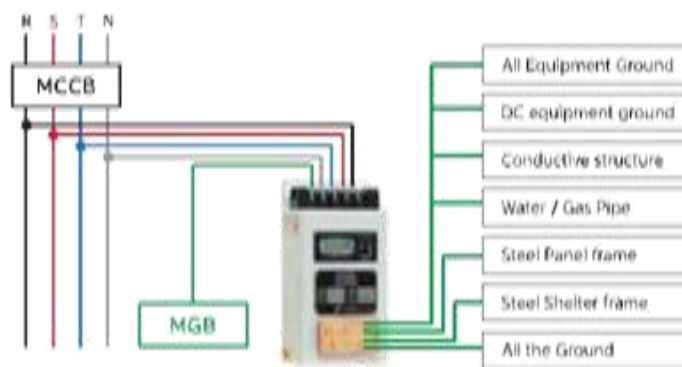 R S T N
MCCB
All Equipment Ground
DC equipment ground
Conductive structure
Water / Gas Pipe
Steel Panel frame
Steel Shelter frame
MGB
All the Ground